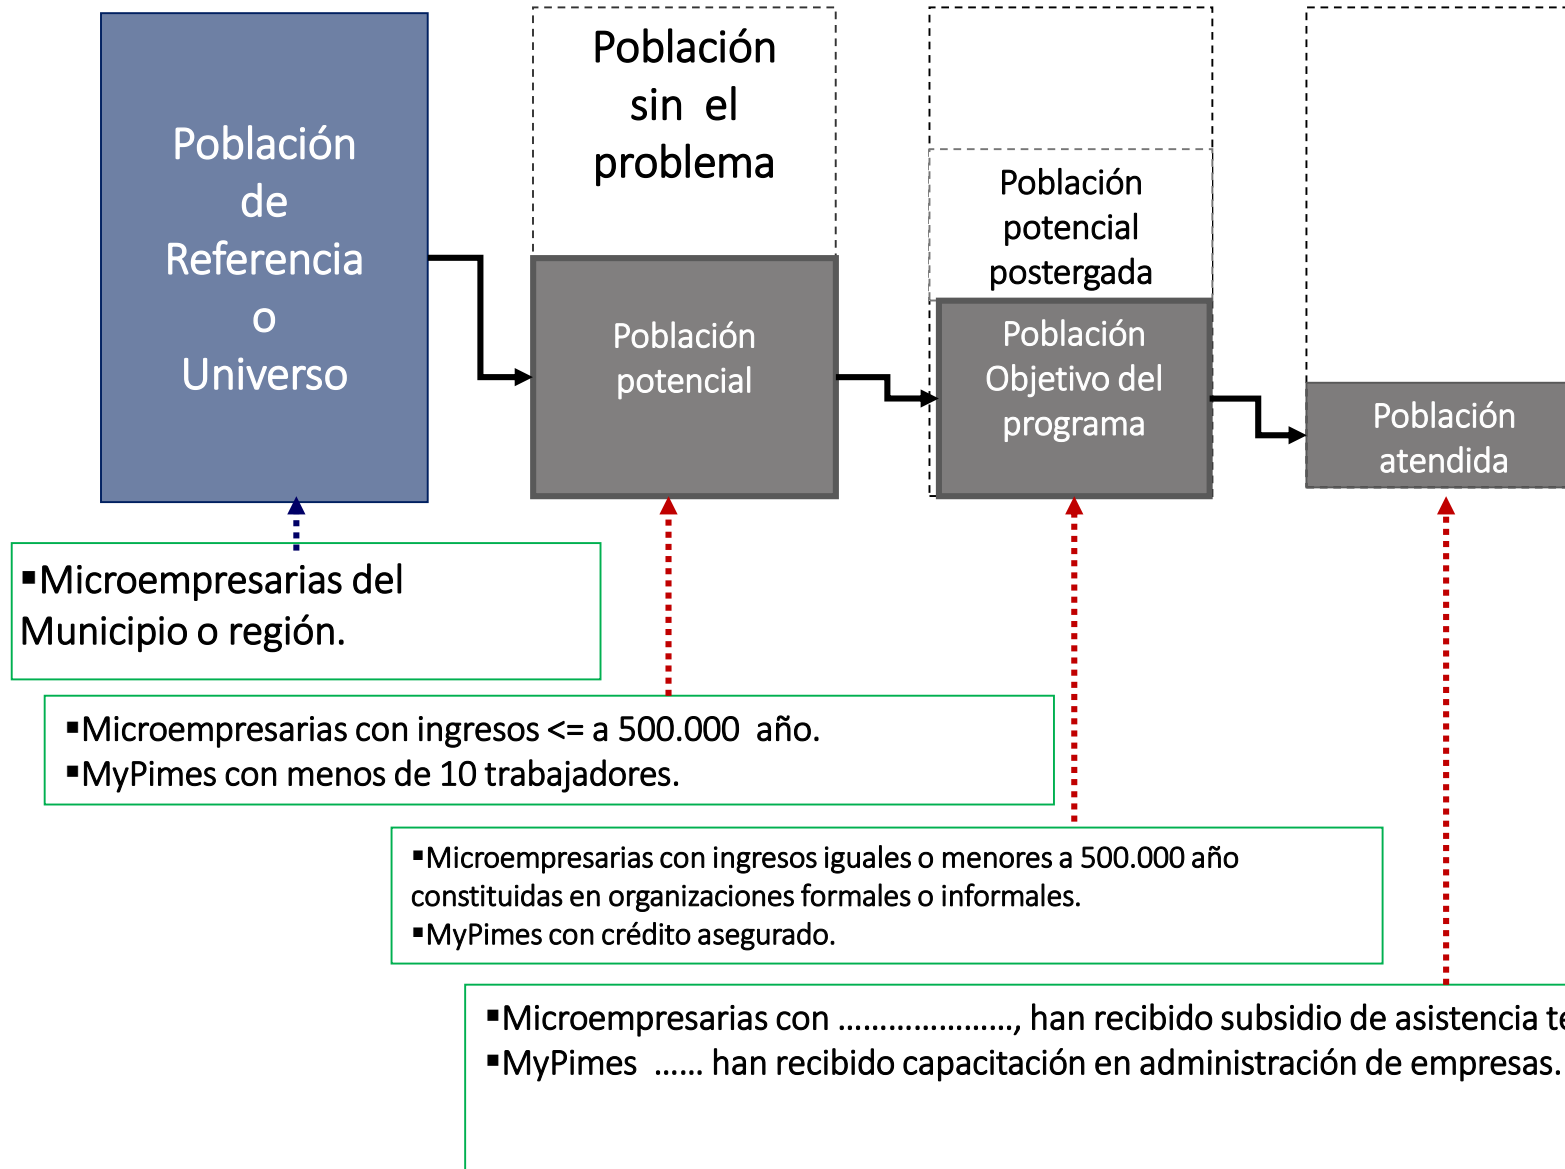 Población
de
Referencia
o
Universo
Población
sin el
problema
Población
potencial
Población
potencial
postergada
Población
Objetivo del
programa
Población
atendida
▪Microempresarias del
Municipio o región.
▪Microempresarias con ingresos <= a 500.000 año.
▪MyPimes con menos de 10 trabajadores.
▪Microempresarias con ingresos iguales o menores a 500.000 año
constituidas en organizaciones formales o informales.
▪MyPimes con crédito asegurado.
▪Microempresarias con …………………, han recibido subsidio de asistencia
▪MyPimes …… han recibido capacitación en administración de empresas.